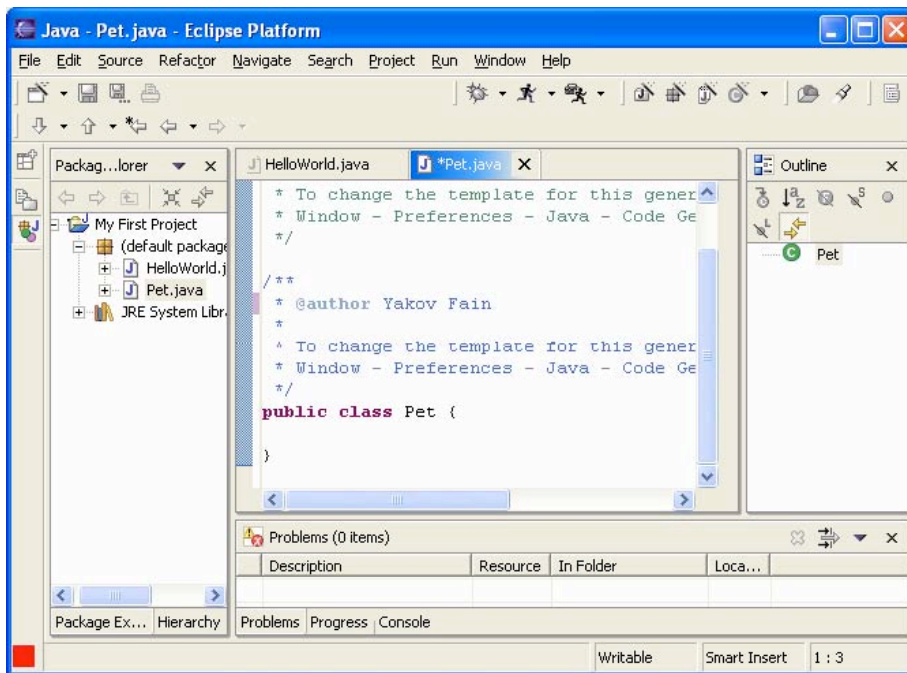 Java - Pet.java - Eclipse Platform
File Edit Source Refactor Navigate Search Project Run Window Help
Packag...lorer
HelloWorld.java
*Pet.java
Outline
My First Project
(default package
HelloWorld.j
Pet.java
JRE System Libr
* To change the template for this gener
* Window - Preferences - Java - Code Ge
*/
/**
* @author Yakov Fain
*
* To change the template for this gener
* Window - Preferences - Java - Code Ge
*/
public class Pet {
}
Pet
Problems (0 items)
Description Resource In Folder Loca...
Package Ex... Hierarchy
Problems Progress Console
Writable Smart Insert 1 : 3